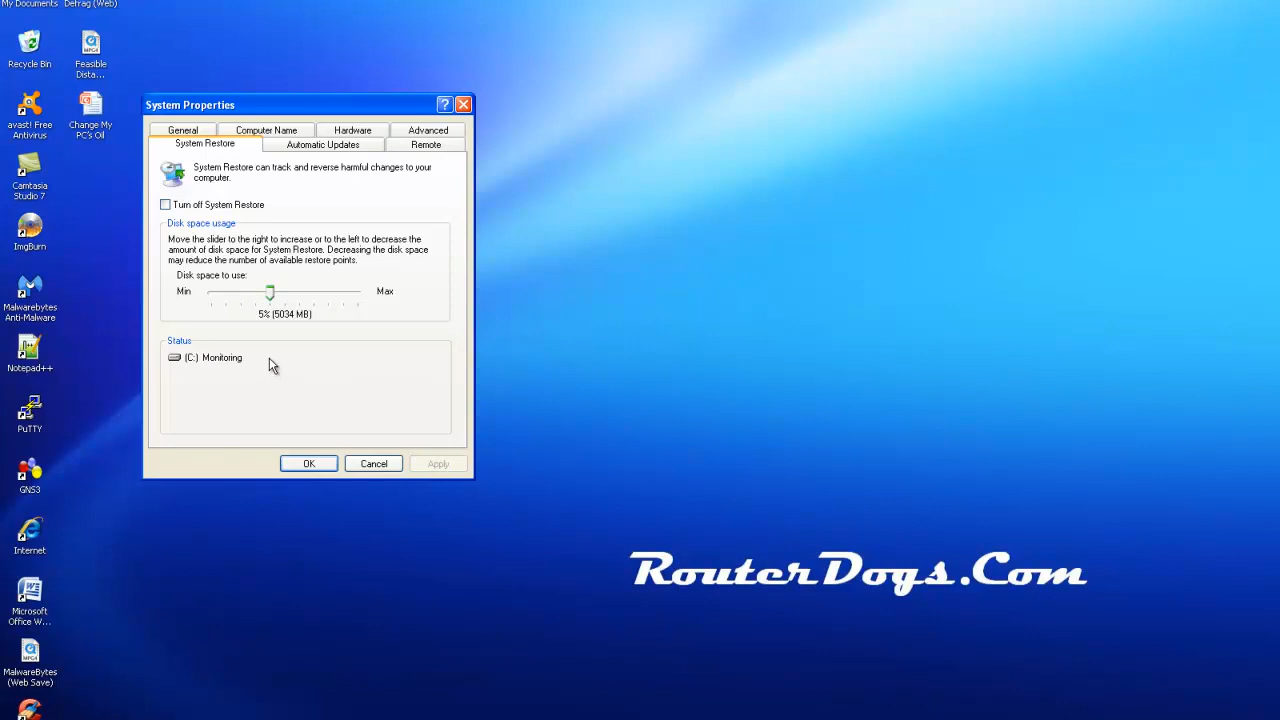 My Documents
Defrag (Web)
Recycle Bin
Feasible
Dista...
avast! Free
Antivirus
Change My
PC's Oil
Camtasia
Studio 7
ImgBurn
Malwarebytes
Anti-Malware
Notepad++
PuTTY
GNS3
Internet
Microsoft
Office W...
MalwareBytes
(Web Save)
System Properties
General
Computer Name
Hardware
Advanced
System Restore
Automatic Updates
Remote
System Restore can track and reverse harmful changes to your
computer.
Turn off System Restore
Disk space usage
Move the slider to the right to increase or to the left to decrease the
amount of disk space for System Restore. Decreasing the disk space
may reduce the number of available restore points.
Disk space to use:
Min
Max
5% (5034 MB)
Status
(C:) Monitoring
OK
Cancel
Apply
RouterDogs.Com